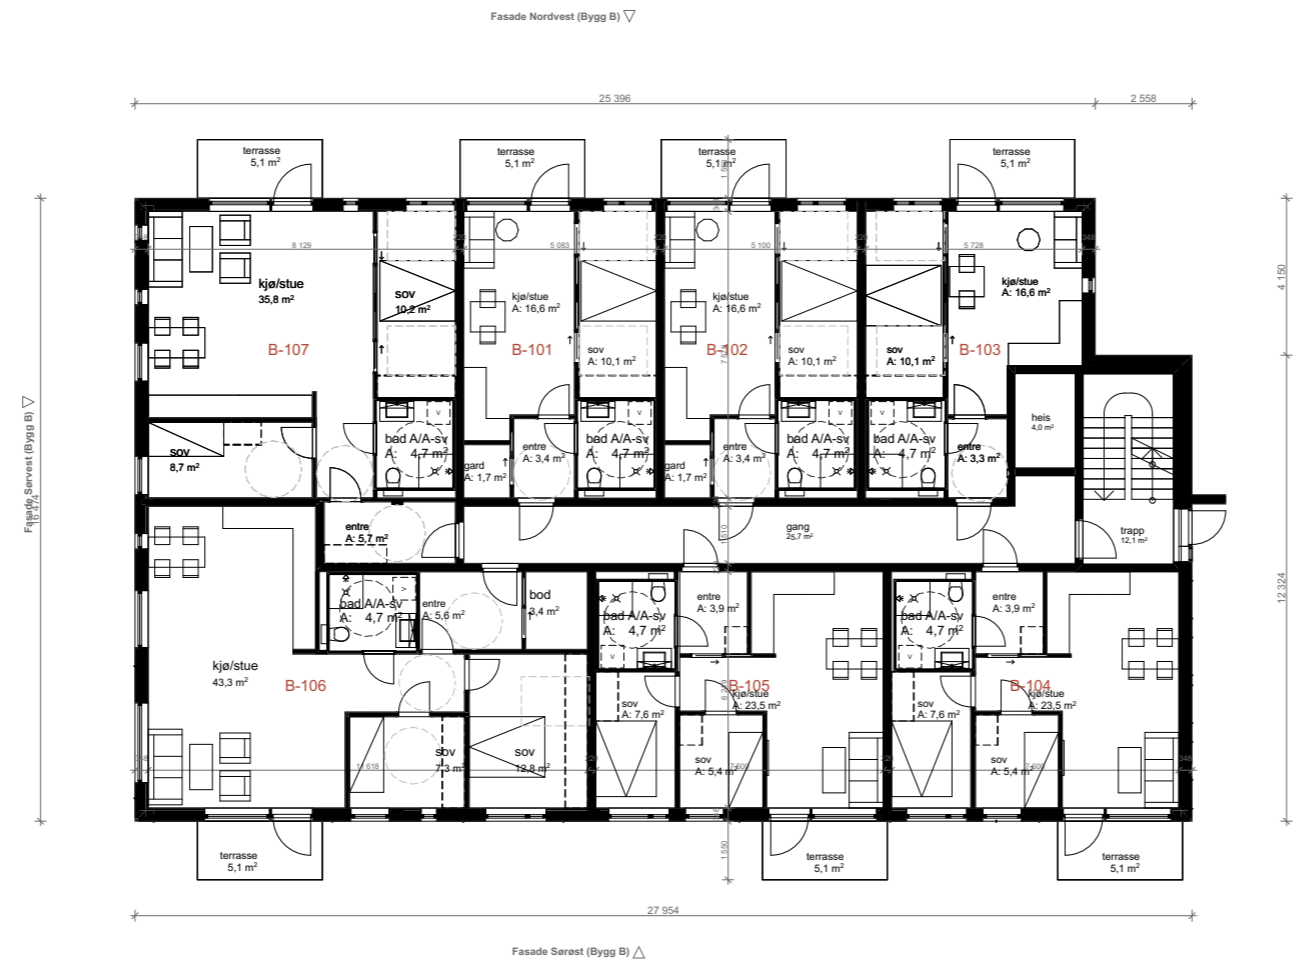 Fasade Nordvest (Bygg B)
25 396
2 558
terrasse
5,1 m²
terrasse
5,1 m²
terrasse
5,1 m²
terrasse
5,1 m²
8 129
5 083
5 100
5 728
348
4 150
kjø/stue
35,8 m²
sov
10,2 m²
kjø/stue
A: 16,6 m²
kjø/stue
A: 16,6 m²
kjø/stue
A: 16,6 m²
B-107
B-101
B-102
B-103
sov
A: 10,1 m²
sov
A: 10,1 m²
sov
A: 10,1 m²
heis
4,0 m²
bad A/A-sv
A: 4,7 m²
bad A/A-sv
A: 4,7 m²
bad A/A-sv
A: 4,7 m²
bad A/A-sv
A: 4,7 m²
entre
A: 3,4 m²
entre
A: 3,4 m²
entre
A: 3,3 m²
sov
8,7 m²
gard
A: 1,7 m²
gard
A: 1,7 m²
Fasade Sørvest (Bygg B)
16 474
entre
A: 5,7 m²
gang
25,7 m²
1 510
trapp
12,1 m²
12 324
bad A/A-sv
A: 4,7 m²
entre
A: 5,6 m²
bod
3,4 m²
bad A/A-sv
A: 4,7 m²
entre
A: 3,9 m²
bad A/A-sv
A: 4,7 m²
entre
A: 3,9 m²
kjø/stue
43,3 m²
B-106
B-105
B-104
kjø/stue
A: 23,5 m²
kjø/stue
A: 23,5 m²
sov
A: 7,6 m²
sov
A: 7,6 m²
sov
7,3 m²
sov
12,8 m²
sov
A: 5,4 m²
sov
A: 5,4 m²
11 618
7 600
7 600
348
terrasse
5,1 m²
1 550
terrasse
5,1 m²
terrasse
5,1 m²
27 954
Fasade Sørøst (Bygg B)